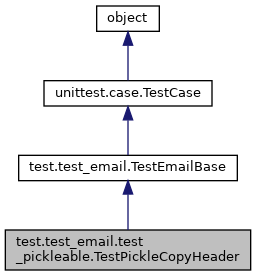 object
unittest.case.TestCase
test.test_email.TestEmailBase
test.test_email.test
_pickleable.TestPickleCopyHeader